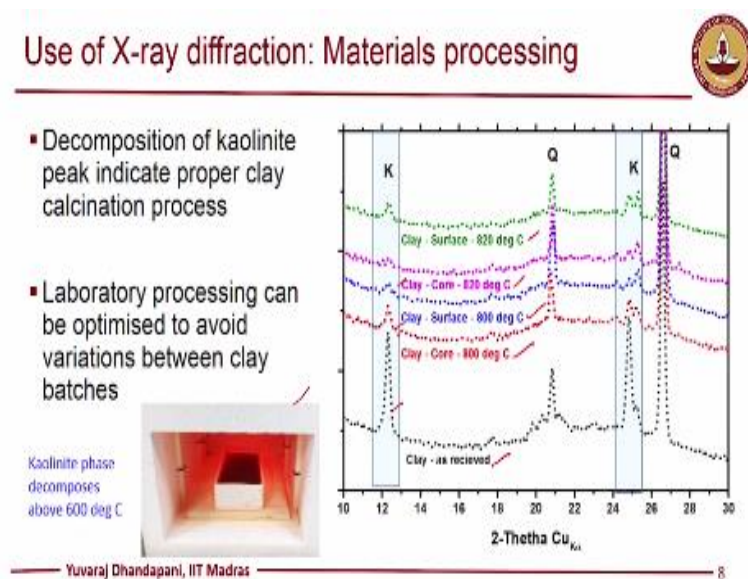 Use of X-ray diffraction: Materials processing
▪ Decomposition of kaolinite
peak indicate proper clay
calcination process
▪ Laboratory processing can
be optimised to avoid
variations between clay
batches
Kaolinite phase
decomposes
above 600 deg C
K
Q
K
Q
Clay - Surface - 820 deg C
Clay - Core - 820 deg C
Clay - Surface - 800 deg C
Clay - Core - 800 deg C
Clay - as recieved
10 12 14 16 18 20 22 24 26 28 30
2-Thetha Cu Kα
Yuvaraj Dhandapani, IIT Madras
8